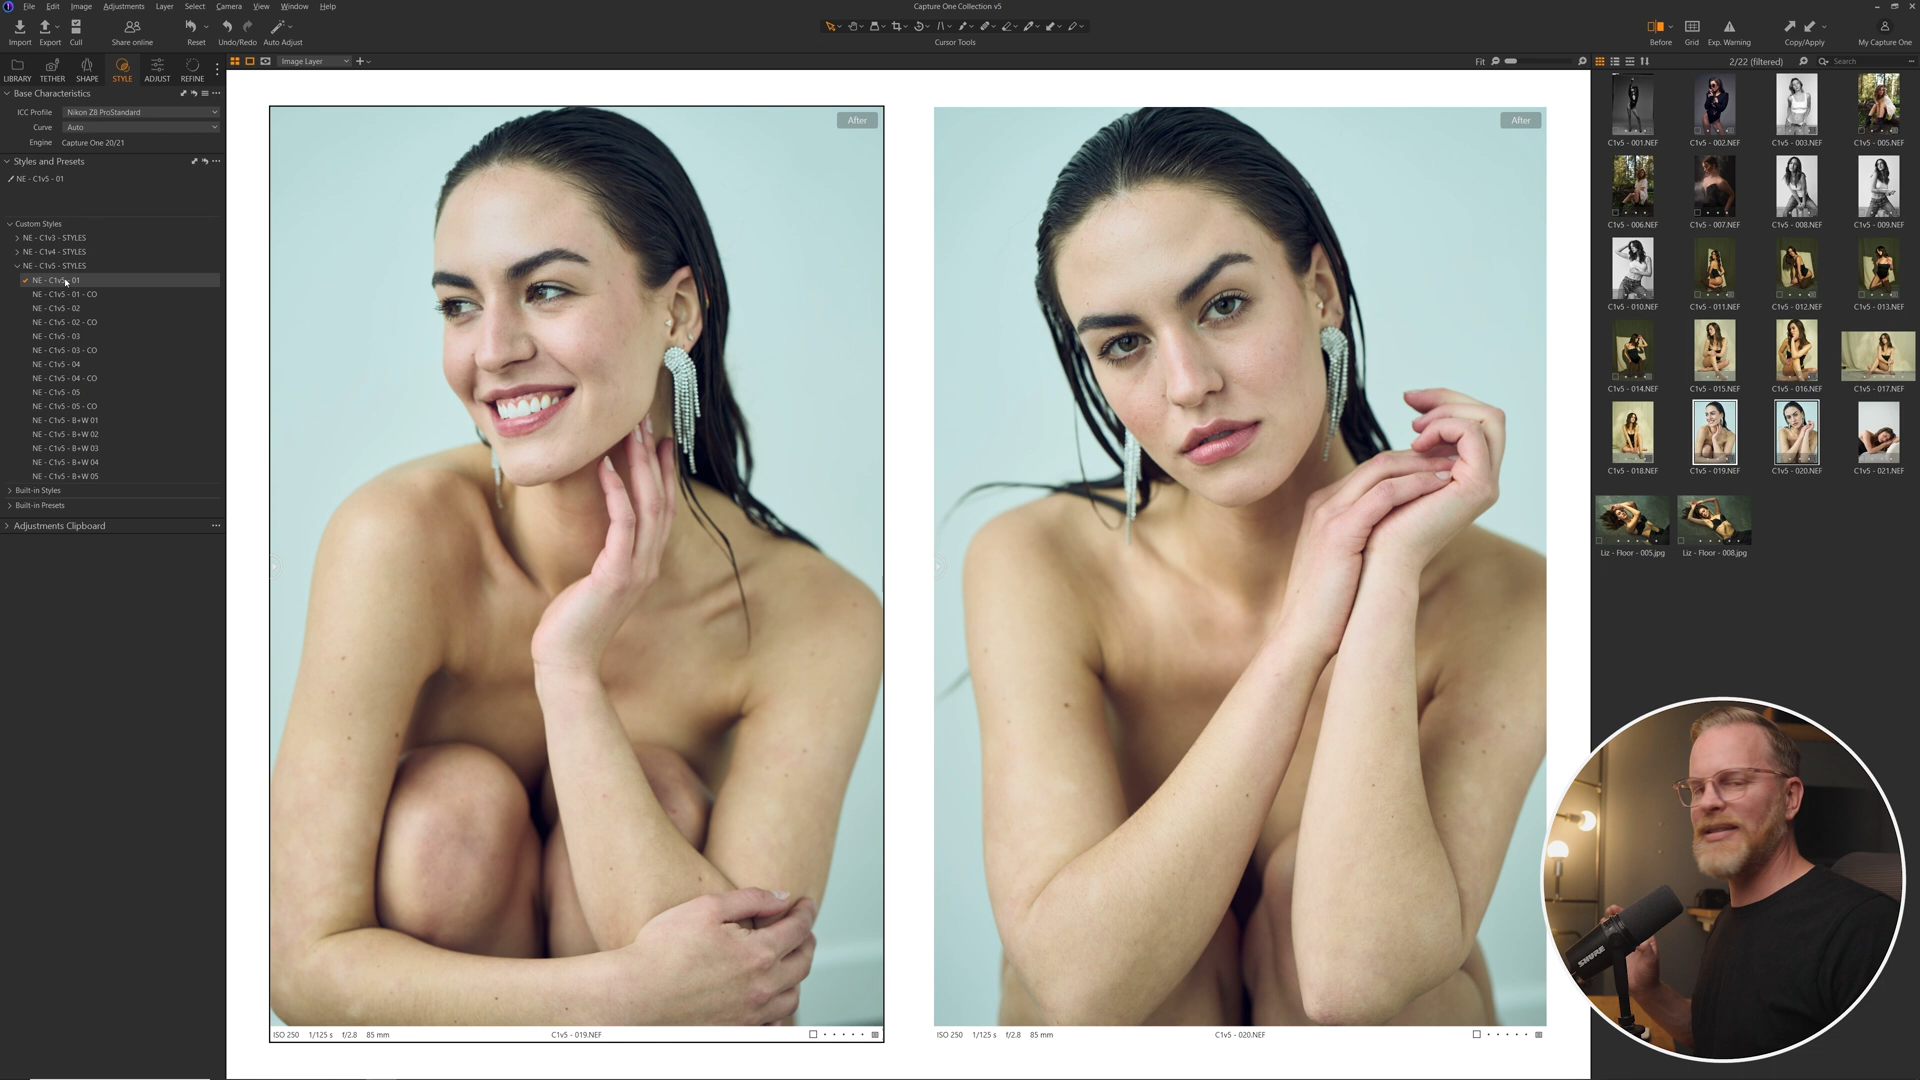 File Edit Image Adjustments Layer Select Camera View Window Help
Capture One Collection v5
Import Export Cull Share online Reset Undo/Redo Auto Adjust
Cursor Tools
Before Grid Exp. Warning Copy/Apply My Capture One
LIBRARY TETHER SHAPE STYLE ADJUST REFINE
Image Layer
Fit
2/22 (filtered)
Search
Base Characteristics
ICC Profile Nikon Z8 ProStandard
Curve Auto
Engine Capture One 20/21
Styles and Presets
NE - C1v5 - 01
Custom Styles
NE - C1v3 - STYLES
NE - C1v4 - STYLES
NE - C1v5 - STYLES
NE - C1v5 - 01
NE - C1v5 - 01 - CO
NE - C1v5 - 02
NE - C1v5 - 02 - CO
NE - C1v5 - 03
NE - C1v5 - 03 - CO
NE - C1v5 - 04
NE - C1v5 - 04 - CO
NE - C1v5 - 05
NE - C1v5 - 05 - CO
NE - C1v5 - B+W 01
NE - C1v5 - B+W 02
NE - C1v5 - B+W 03
NE - C1v5 - B+W 04
NE - C1v5 - B+W 05
Built-in Styles
Built-in Presets
Adjustments Clipboard
After
After
ISO 250 1/125 s f/2.8 85 mm C1v5 - 019.NEF
ISO 250 1/125 s f/2.8 85 mm C1v5 - 020.NEF
C1v5 - 001.NEF C1v5 - 002.NEF C1v5 - 003.NEF C1v5 - 005.NEF
C1v5 - 006.NEF C1v5 - 007.NEF C1v5 - 008.NEF C1v5 - 009.NEF
C1v5 - 010.NEF C1v5 - 011.NEF C1v5 - 012.NEF C1v5 - 013.NEF
C1v5 - 014.NEF C1v5 - 015.NEF C1v5 - 016.NEF C1v5 - 017.NEF
C1v5 - 018.NEF C1v5 - 019.NEF C1v5 - 020.NEF C1v5 - 021.NEF
Liz - Floor - 005.jpg Liz - Floor - 008.jpg
SHURE